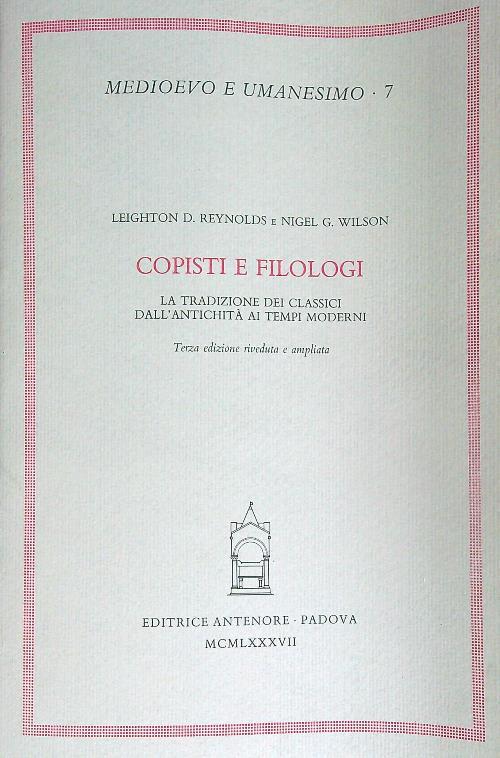 MEDIOEVO E UMANESIMO · 7
LEIGHTON D. REYNOLDS E NIGEL G. WILSON
COPISTI E FILOLOGI
LA TRADIZIONE DEI CLASSICI
DALL'ANTICHITÀ AI TEMPI MODERNI
Terza edizione riveduta e ampliata
EDITRICE ANTENORE · PADOVA
MCMLXXXVII